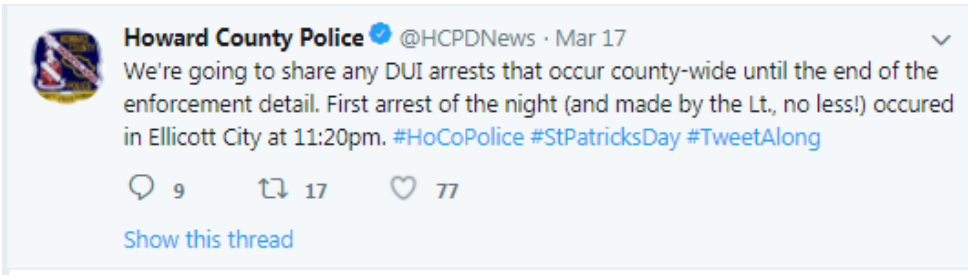 Howard County Police @HCPDNews · Mar 17
We're going to share any DUI arrests that occur county-wide until the end of the
enforcement detail. First arrest of the night (and made by the Lt., no less!) occured
in Ellicott City at 11:20pm. #HoCoPolice #StPatricksDay #TweetAlong
9 17 77
Show this thread